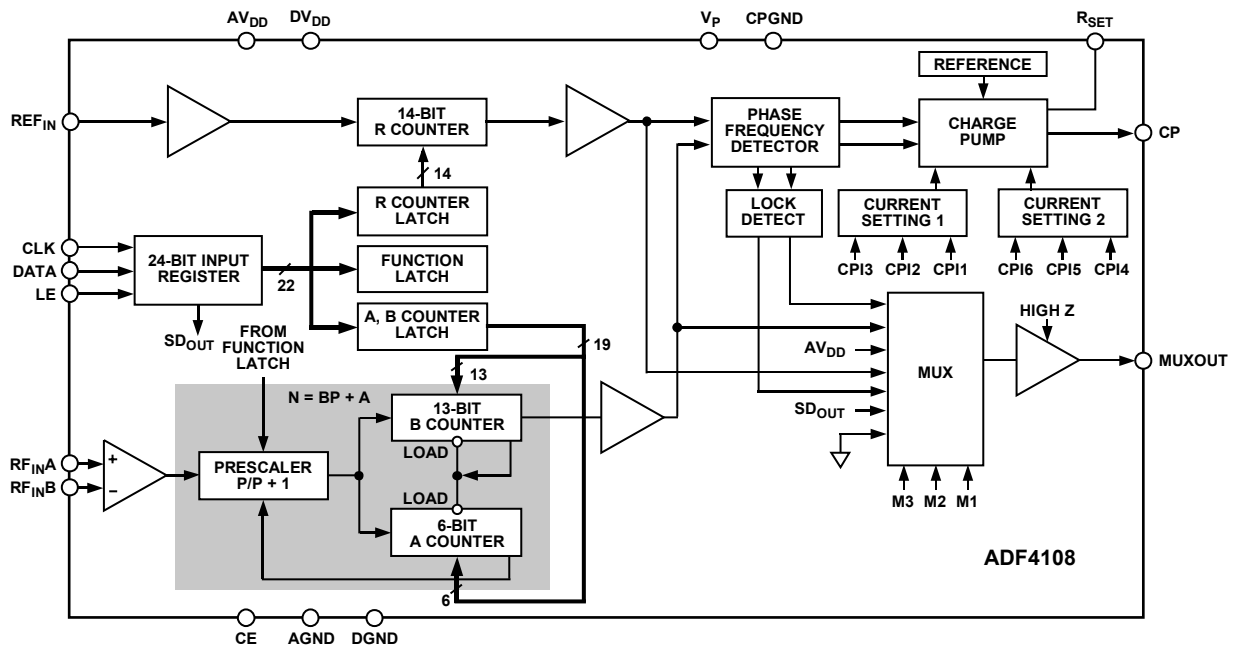 AVDD
DVDD
VP
CPGND
RSET
REFERENCE
REFIN
14-BIT
R COUNTER
PHASE
FREQUENCY
DETECTOR
CHARGE
PUMP
CP
14
R COUNTER
LATCH
LOCK
DETECT
CURRENT
SETTING 1
CURRENT
SETTING 2
CLK
DATA
LE
24-BIT INPUT
REGISTER
22
FUNCTION
LATCH
CPI3
CPI2
CPI1
CPI6
CPI5
CPI4
A, B COUNTER
LATCH
SDOUT
FROM
FUNCTION
LATCH
19
13
HIGH Z
AVDD
MUX
MUXOUT
SDOUT
N = BP + A
13-BIT
B COUNTER
LOAD
RFINA
RFINB
+
−
PRESCALER
P/P + 1
LOAD
6-BIT
A COUNTER
M3
M2
M1
6
ADF4108
CE
AGND
DGND